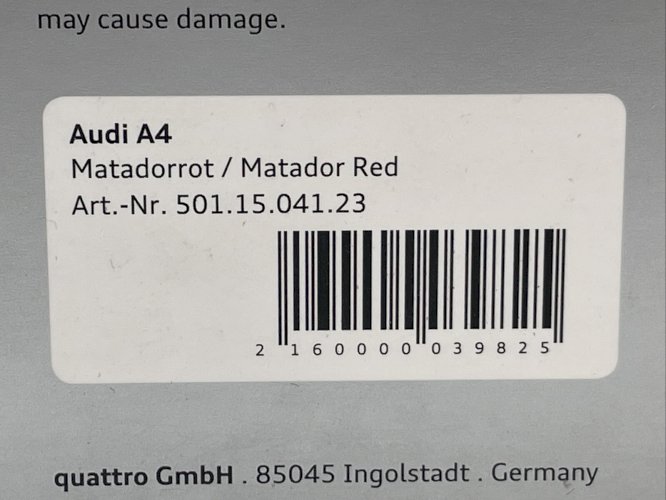 may cause damage.
Audi A4
Matadorrot / Matador Red
Art.-Nr. 501.15.041.23
2 160000 039825
quattro GmbH . 85045 Ingolstadt . Germany